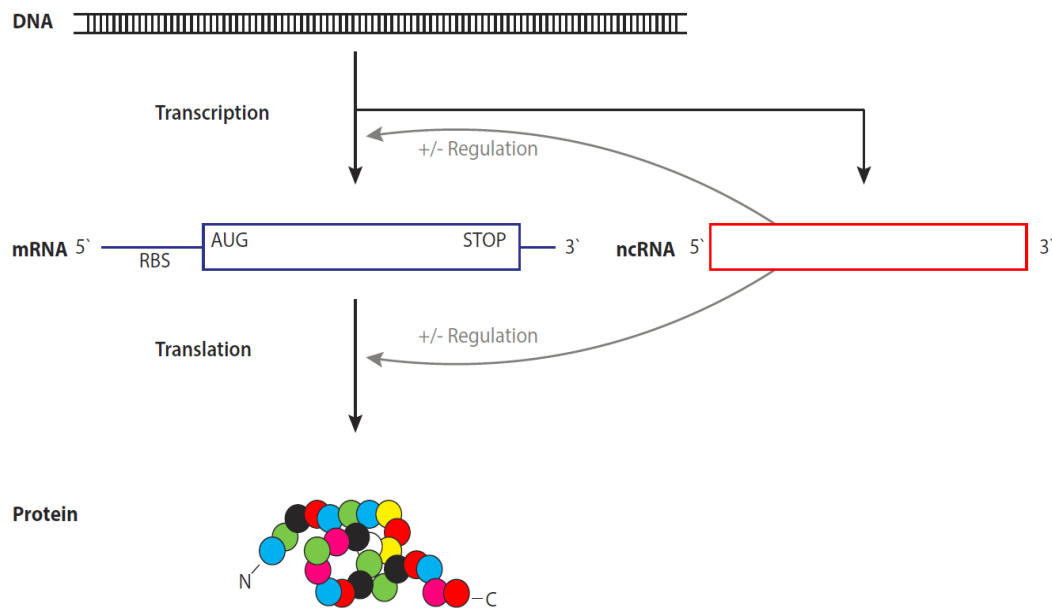 DNA
Transcription
+/- Regulation
mRNA 5` AUG STOP 3` ncRNA 5` 3`
RBS
+/- Regulation
Translation
Protein
N
C